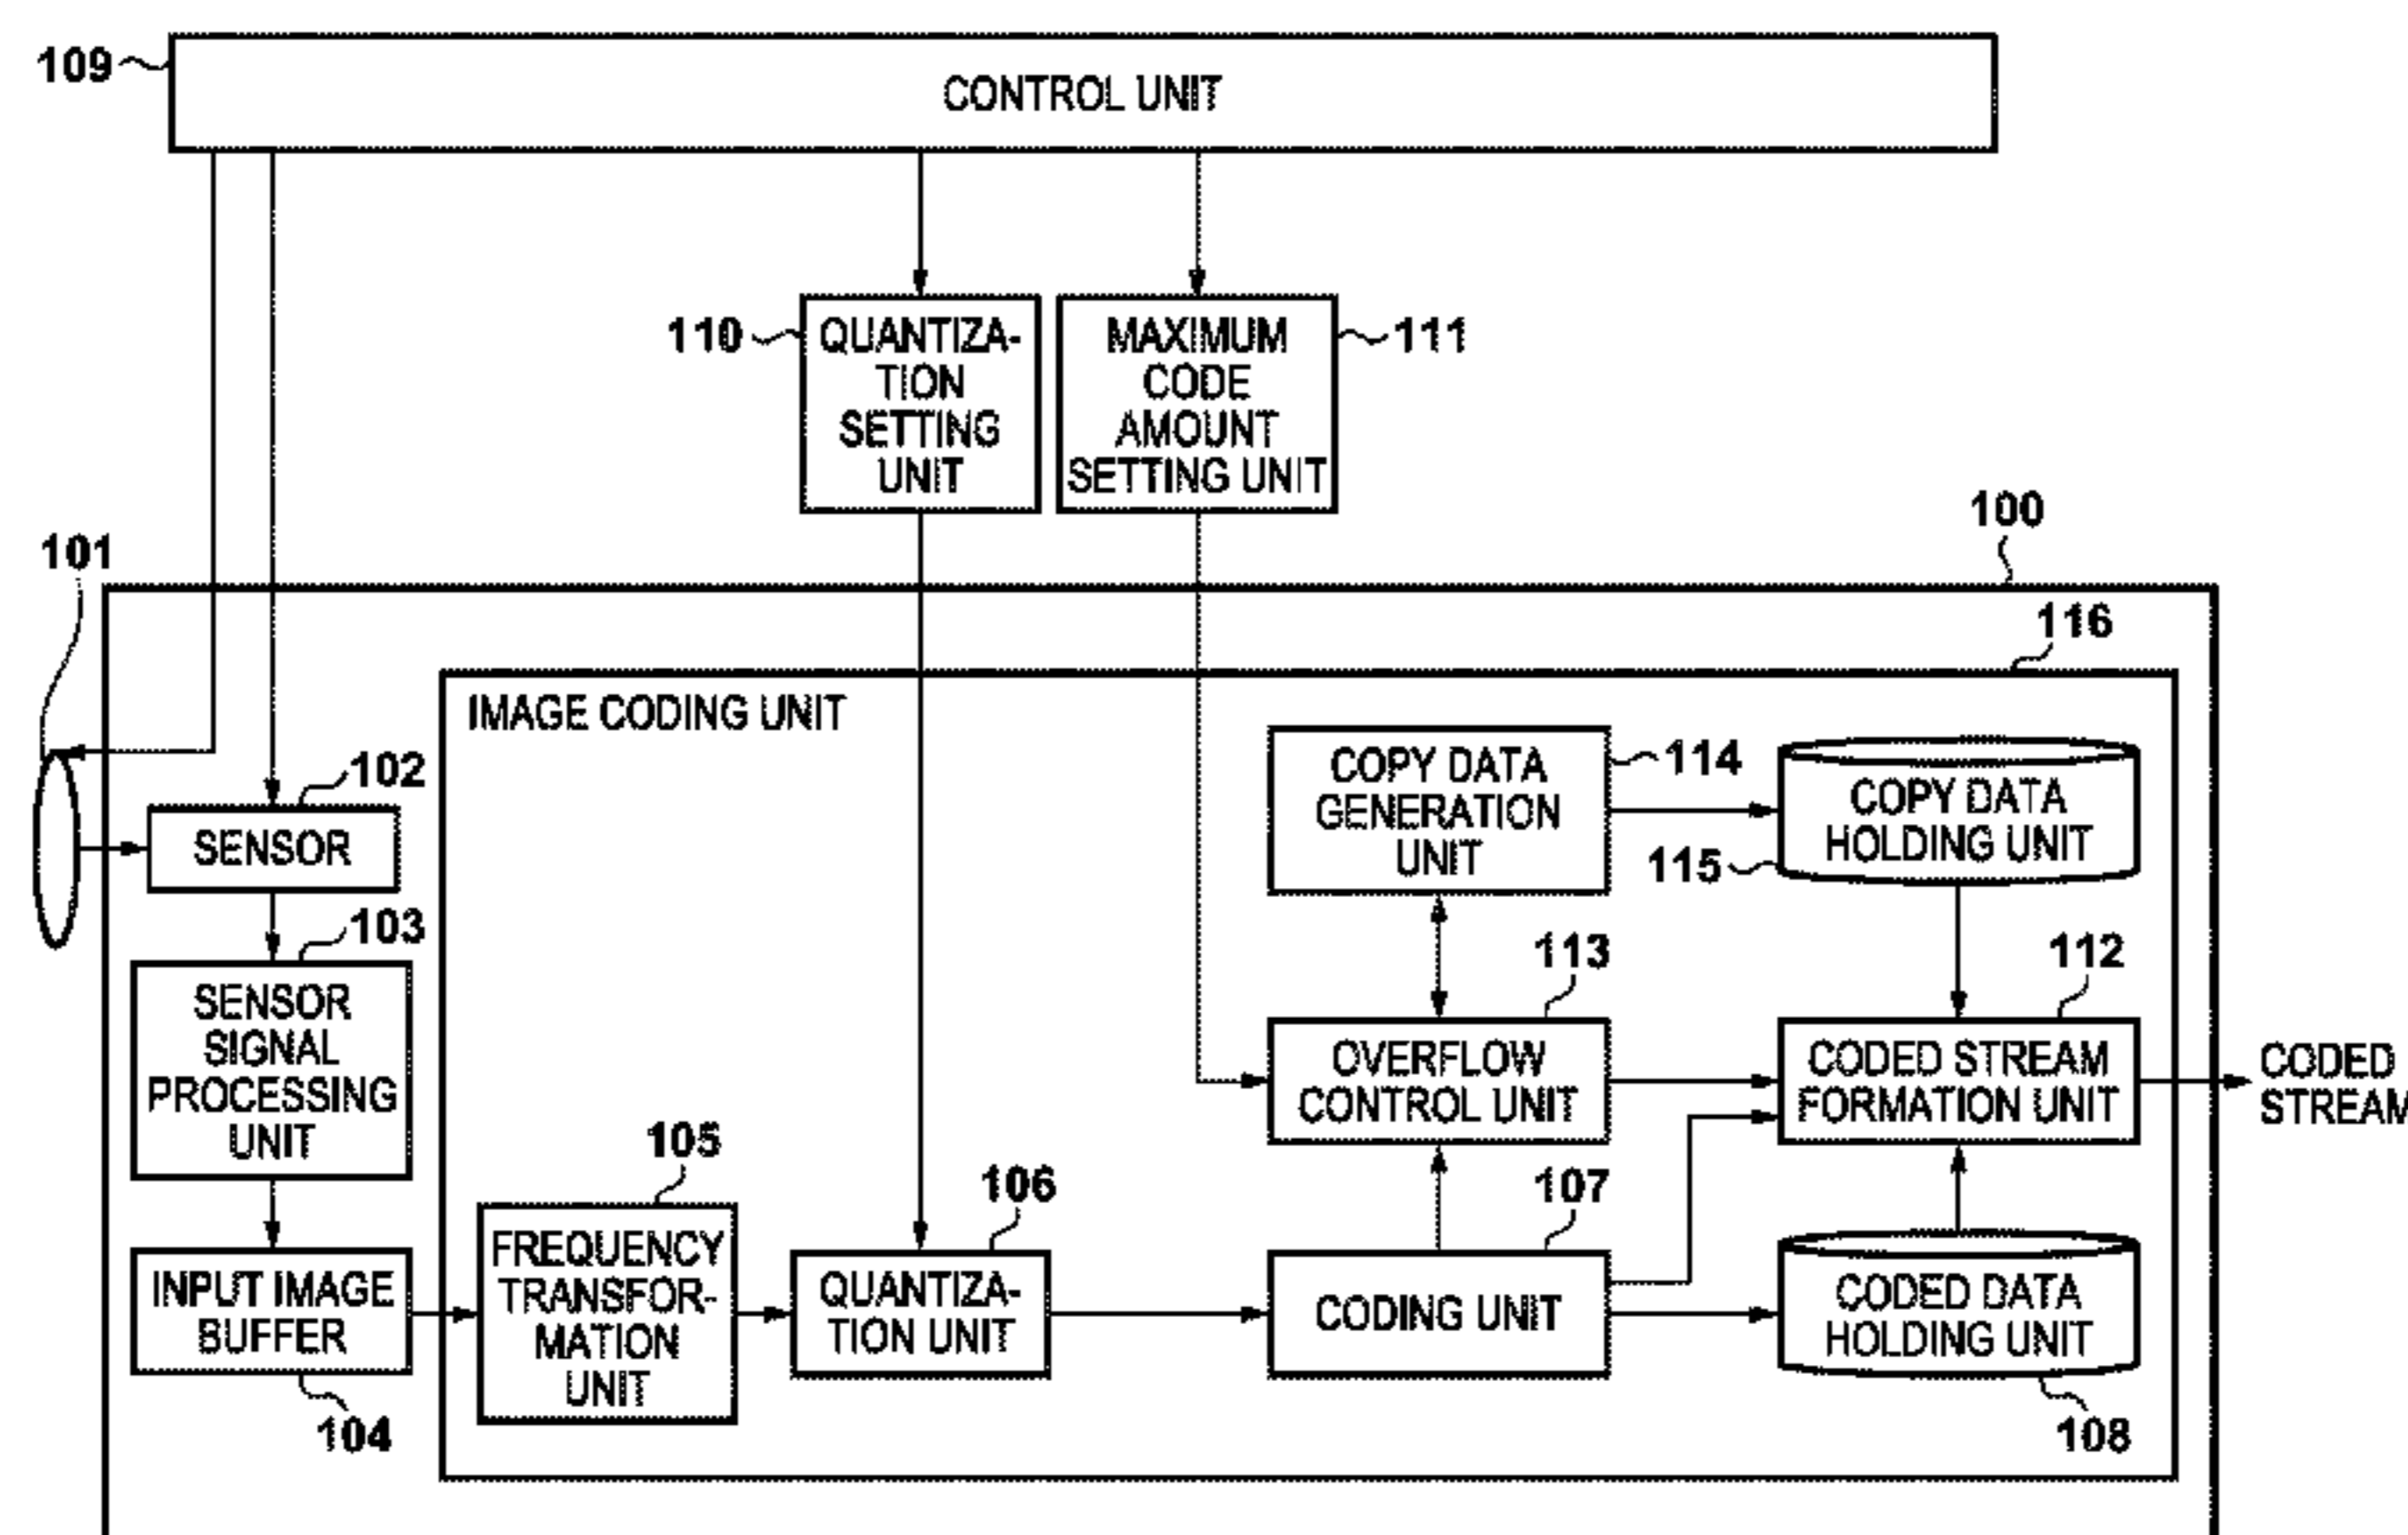 109
CONTROL UNIT
110
QUANTIZA-
TION
SETTING
UNIT
MAXIMUM
CODE
AMOUNT
SETTING UNIT
111
100
101
116
IMAGE CODING UNIT
102
SENSOR
COPY DATA
GENERATION
UNIT
114
COPY DATA
HOLDING UNIT
115
103
SENSOR
SIGNAL
PROCESSING
UNIT
113
OVERFLOW
CONTROL UNIT
112
CODED STREAM
FORMATION UNIT
CODED
STREAM
105
FREQUENCY
TRANSFOR-
MATION
UNIT
106
QUANTIZA-
TION UNIT
107
CODING UNIT
INPUT IMAGE
BUFFER
104
CODED DATA
HOLDING UNIT
108